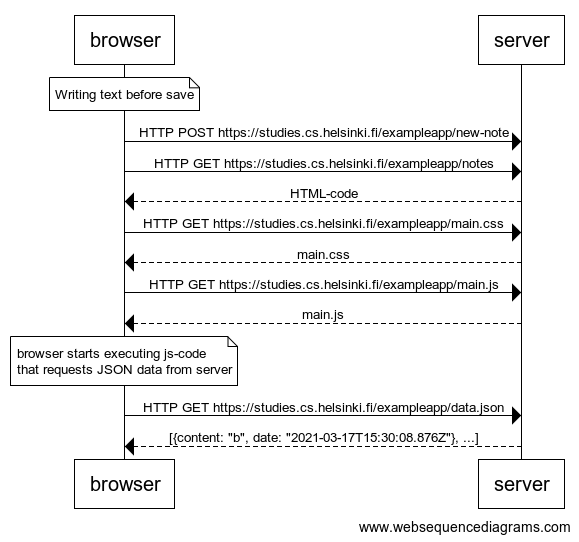 browser
server
Writing text before save
HTTP POST https://studies.cs.helsinki.fi/exampleapp/new-note
HTTP GET https://studies.cs.helsinki.fi/exampleapp/notes
HTML-code
HTTP GET https://studies.cs.helsinki.fi/exampleapp/main.css
main.css
HTTP GET https://studies.cs.helsinki.fi/exampleapp/main.js
main.js
browser starts executing js-code
that requests JSON data from server
HTTP GET https://studies.cs.helsinki.fi/exampleapp/data.json
[{content: "b", date: "2021-03-17T15:30:08.876Z"}, ...]
browser
server
www.websequencediagrams.com